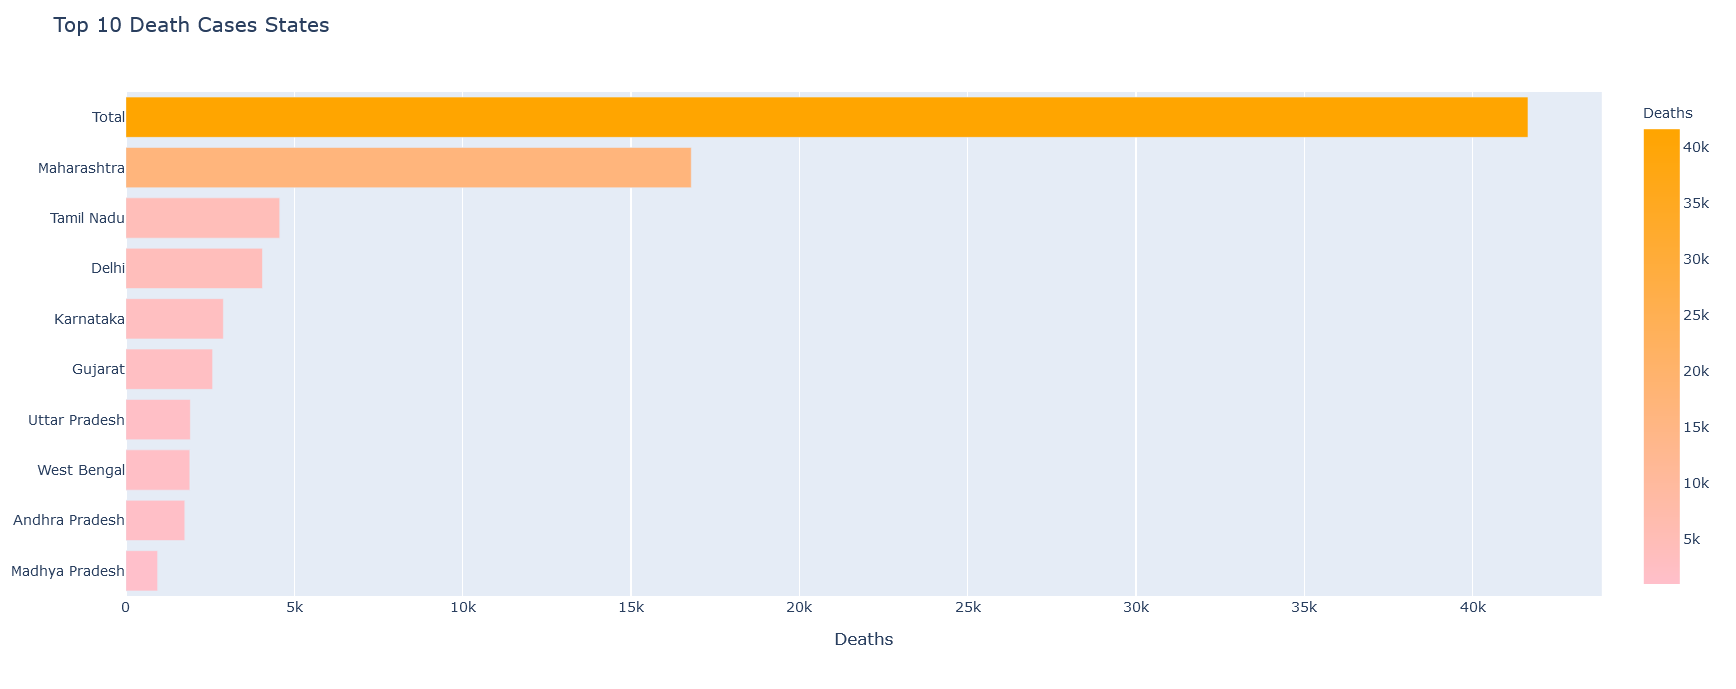 Top 10 Death Cases States
Total
Maharashtra
Tamil Nadu
Delhi
Karnataka
Gujarat
Uttar Pradesh
West Bengal
Andhra Pradesh
Madhya Pradesh
0 5k 10k 15k 20k 25k 30k 35k 40k
Deaths
Deaths
40k
35k
30k
25k
20k
15k
10k
5k